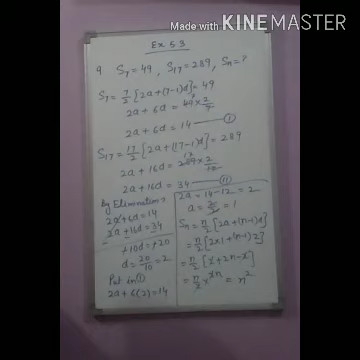 Made with
KINEMASTER
Ex 5.3
9 S₇ = 49, S₁₇ = 289, Sₙ = ?
S₇ = 7/2 [2a + (7-1)d] = 49
2a + 6d = 49 × 2/7
2a + 6d = 14 — (I)
S₁₇ = 17/2 [2a + (17-1)d] = 289
2a + 16d = 289 × 2/17
2a + 16d = 34 — (II)
By Elimination =
2a + 6d = 14
2a + 16d = 34
-10d = -20
d = 20/10 = 2
Put in (1)
2a + 6(2) = 14
2a = 14 - 12 = 2
a = 2/2 = 1
Sₙ = n/2 [2a + (n-1)d]
= n/2 [2×1 + (n-1)2]
= n/2 [2 + 2n - 2]
= n/2 × 2n = n²